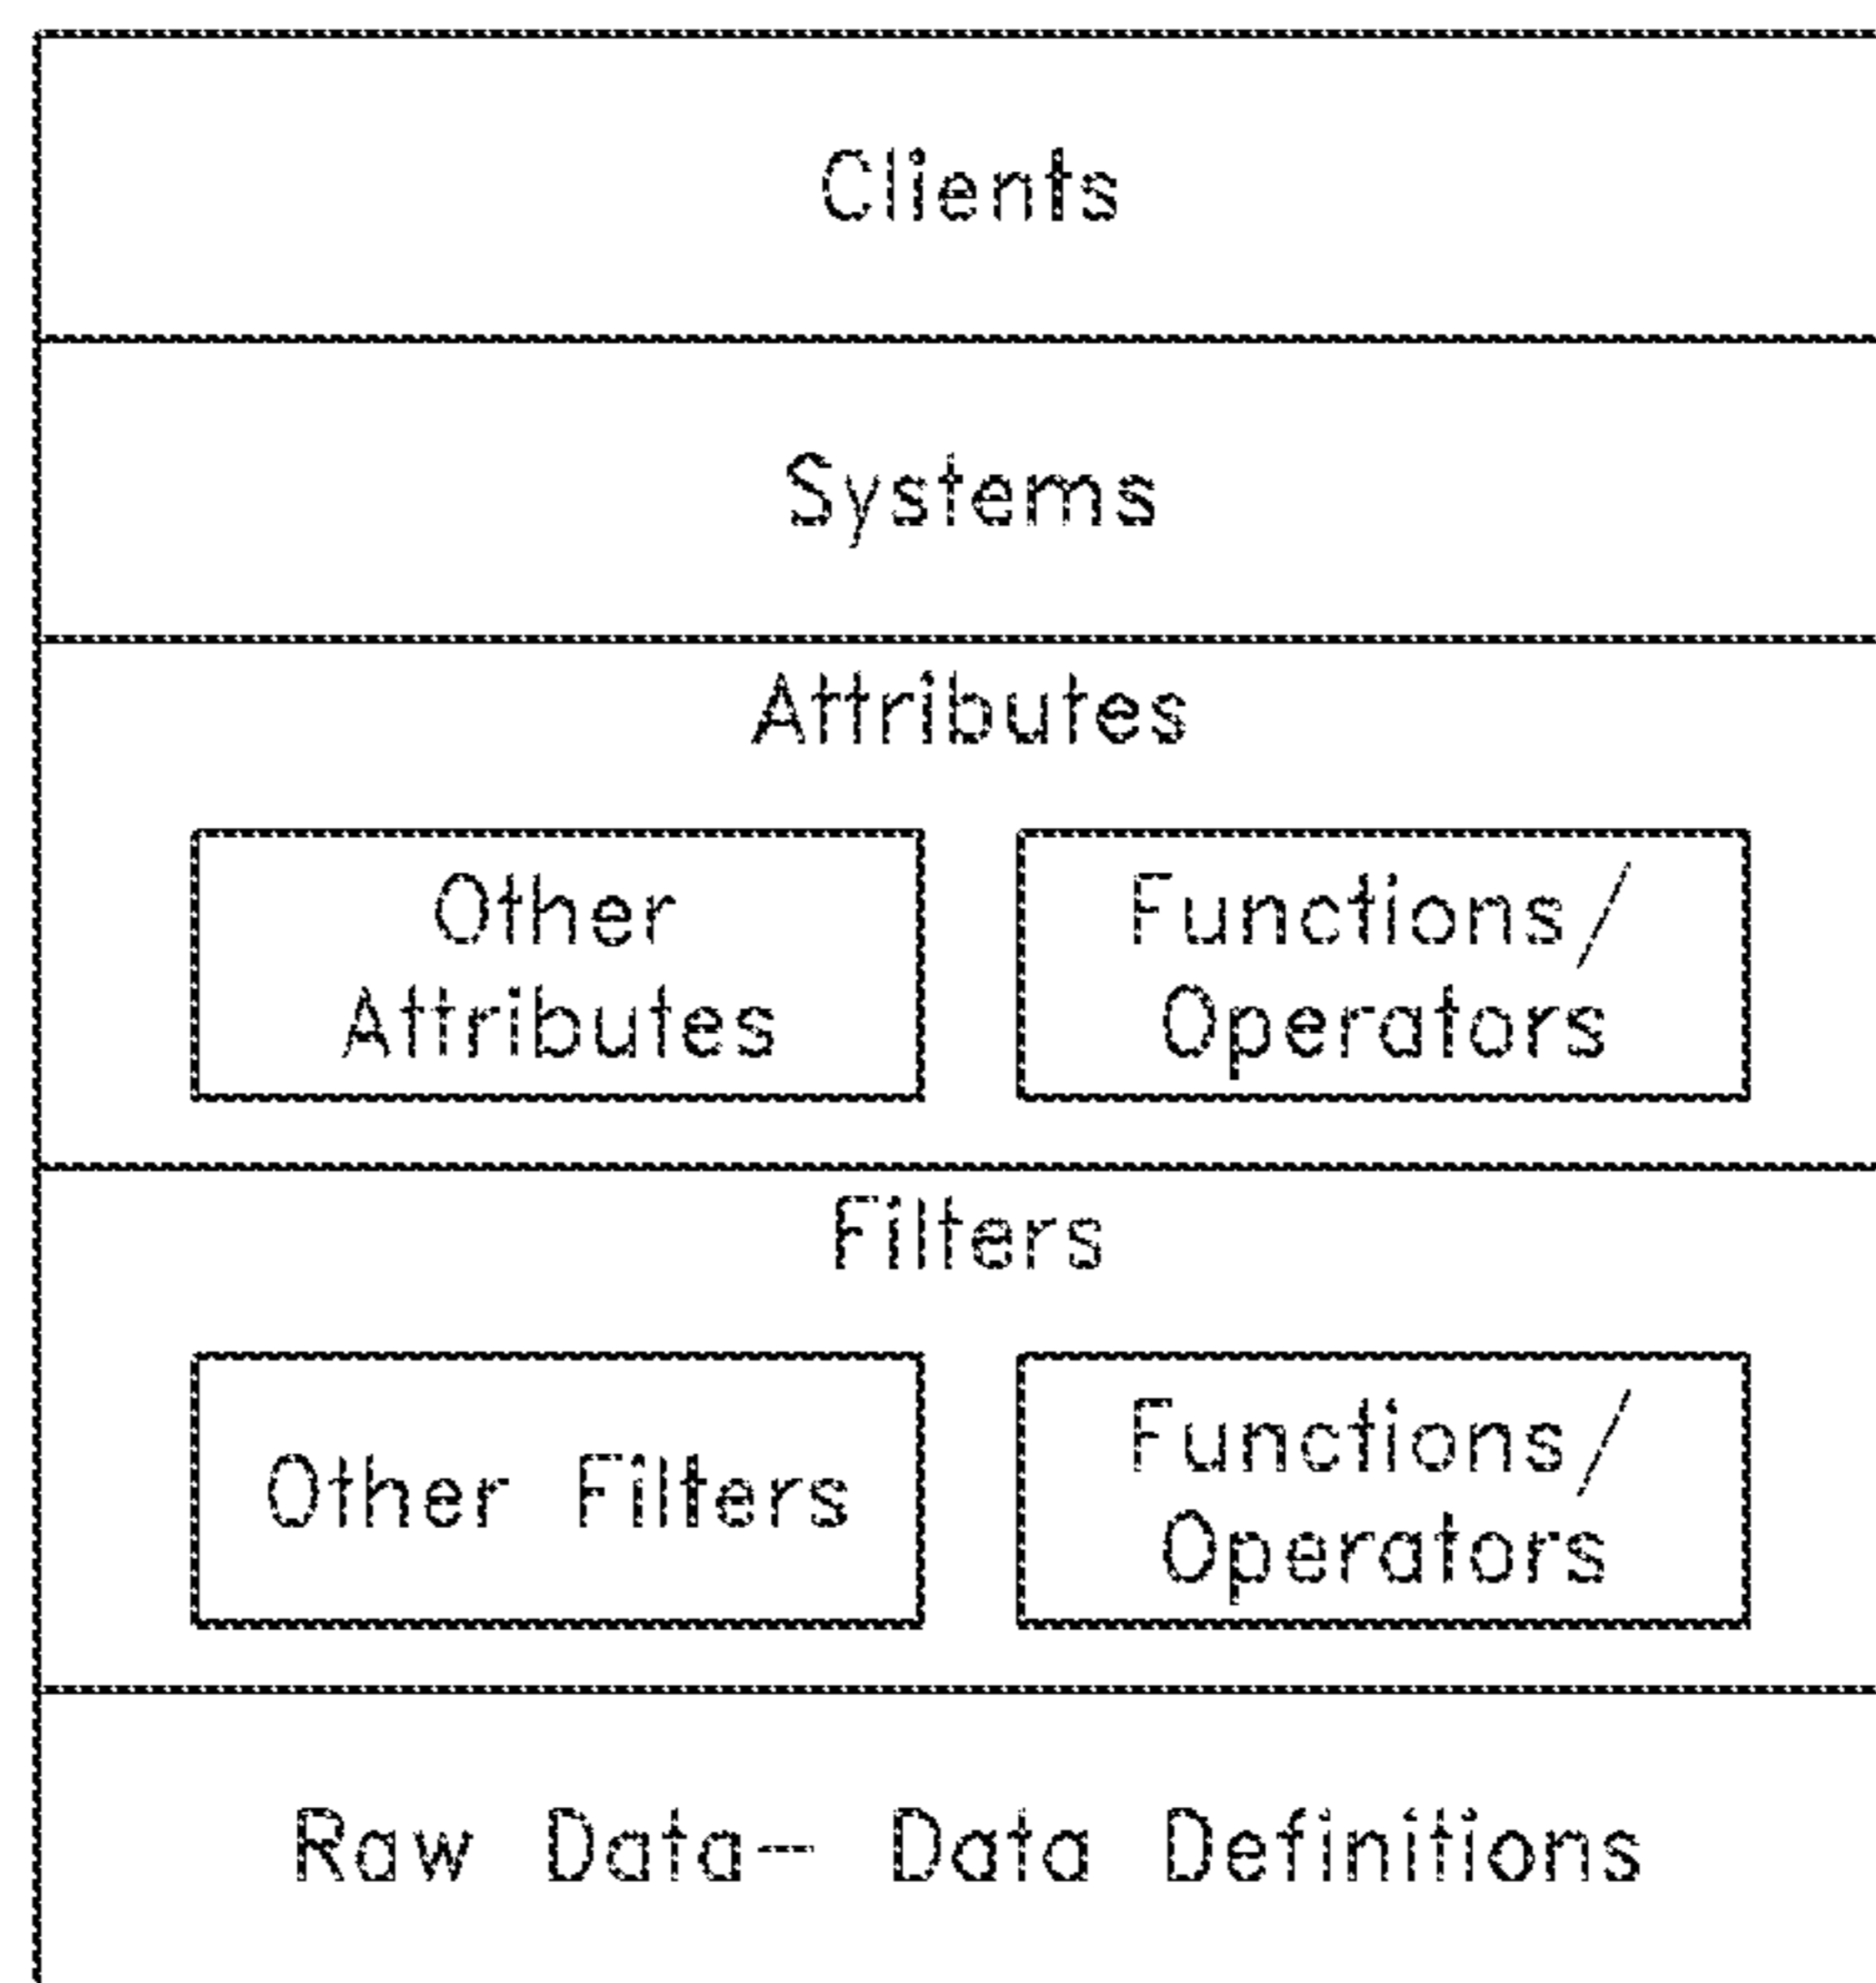 Clients
Systems
Attributes
Other
Attributes
Functions/
Operators
Filters
Other Filters
Functions/
Operators
Raw Data-- Data Definitions